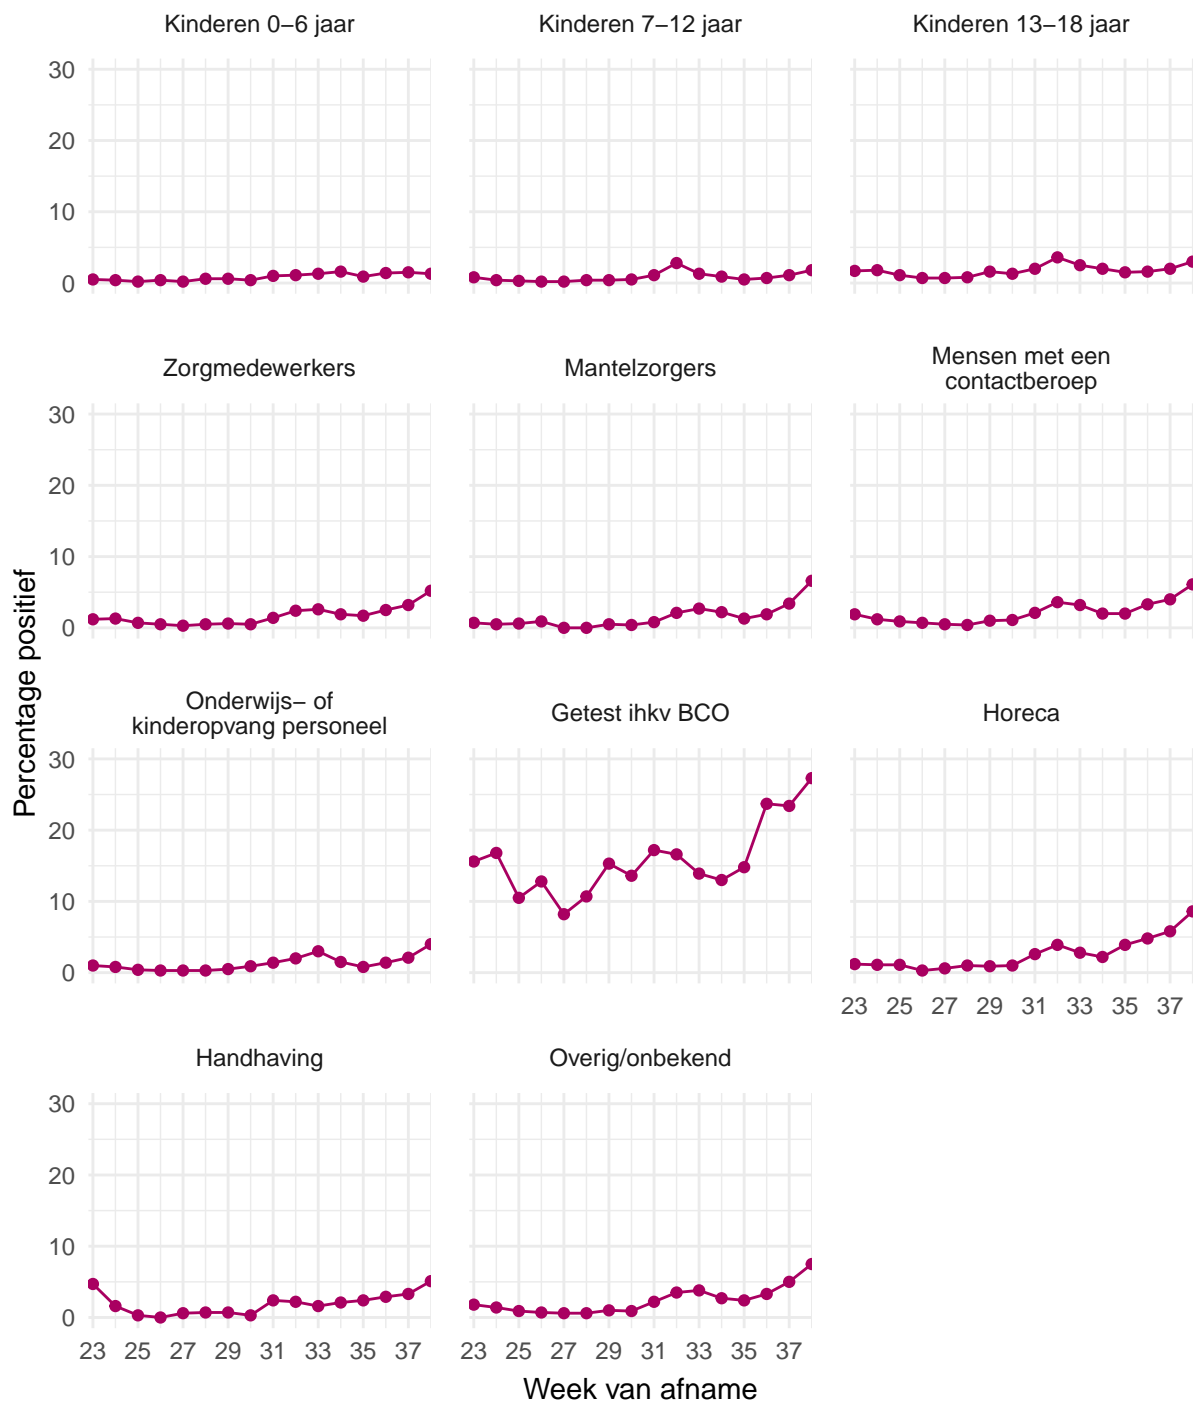 Kinderen 0−6 jaar
Kinderen 7−12 jaar
Kinderen 13−18 jaar
30
20
10
0
Zorgmedewerkers
Mantelzorgers
Mensen met een
contactberoep
30
20
10
0
Percentage positief
Onderwijs− of
kinderopvang personeel
Getest ihkv BCO
Horeca
30
20
10
0
23 25 27 29 31 33 35 37
Handhaving
Overig/onbekend
30
20
10
0
23 25 27 29 31 33 35 37
23 25 27 29 31 33 35 37
Week van afname